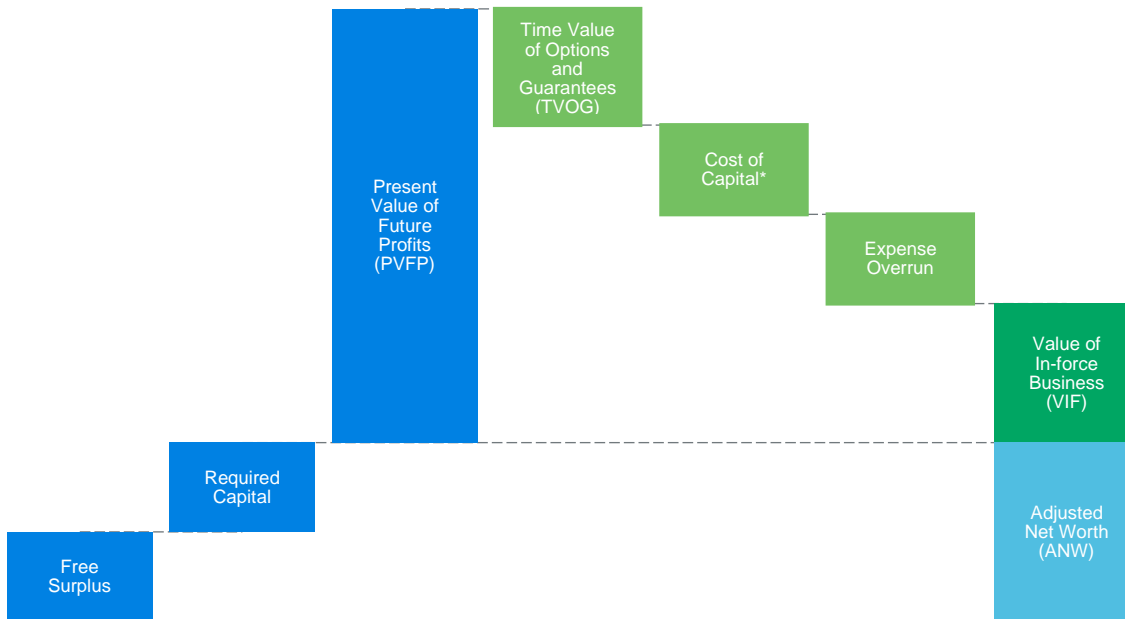 Free
Surplus
Required
Capital
Present
Value of
Future
Profits
(PVFP)
Time Value
of Options
and
Guarantees
(TVOG)
Cost of
Capital*
Expense
Overrun
Value of
In-force
Business
(VIF)
Adjusted
Net Worth
(ANW)